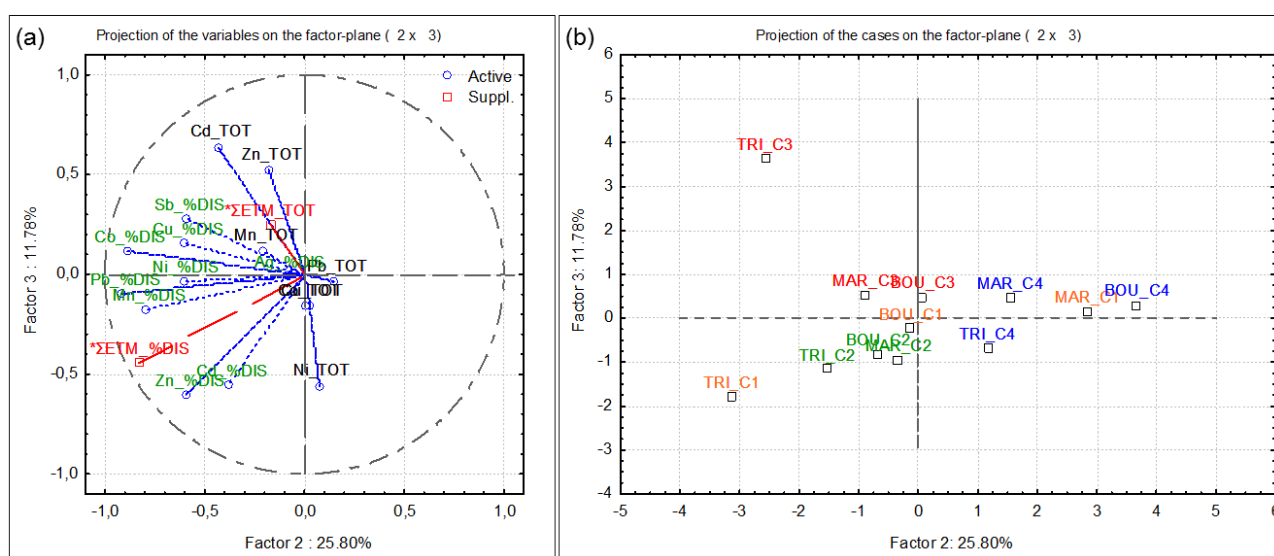 (a)
Projection of the variables on the factor-plane ( 2 x 3)
Active
Suppl.
1,0
0,5
0,0
-0,5
-1,0
Factor 3 : 11.78%
Cd_TOT
Zn_TOT
Sb_%DIS
*ΣETM_TOT
Cu_%DIS
Co_%DIS
Mn_TOT
Ni_%DIS
Pb_TOT
Pb_%DIS
Mn_%DIS
*ΣETM_%DIS
Zn_%DIS
Ni_TOT
-1,0 -0,5 0,0 0,5 1,0
Factor 2 : 25.80%
(b)
Projection of the cases on the factor-plane ( 2 x 3)
6
5
4
3
2
1
0
-1
-2
-3
-4
Factor 3: 11.78%
TRI_C3
MAR_C3
BOU_C3
MAR_C4
MAR_C1
BOU_C4
BOU_C1
BOU_C2
MAR_C2
TRI_C4
TRI_C2
TRI_C1
-5 -4 -3 -2 -1 0 1 2 3 4 5 6
Factor 2: 25.80%